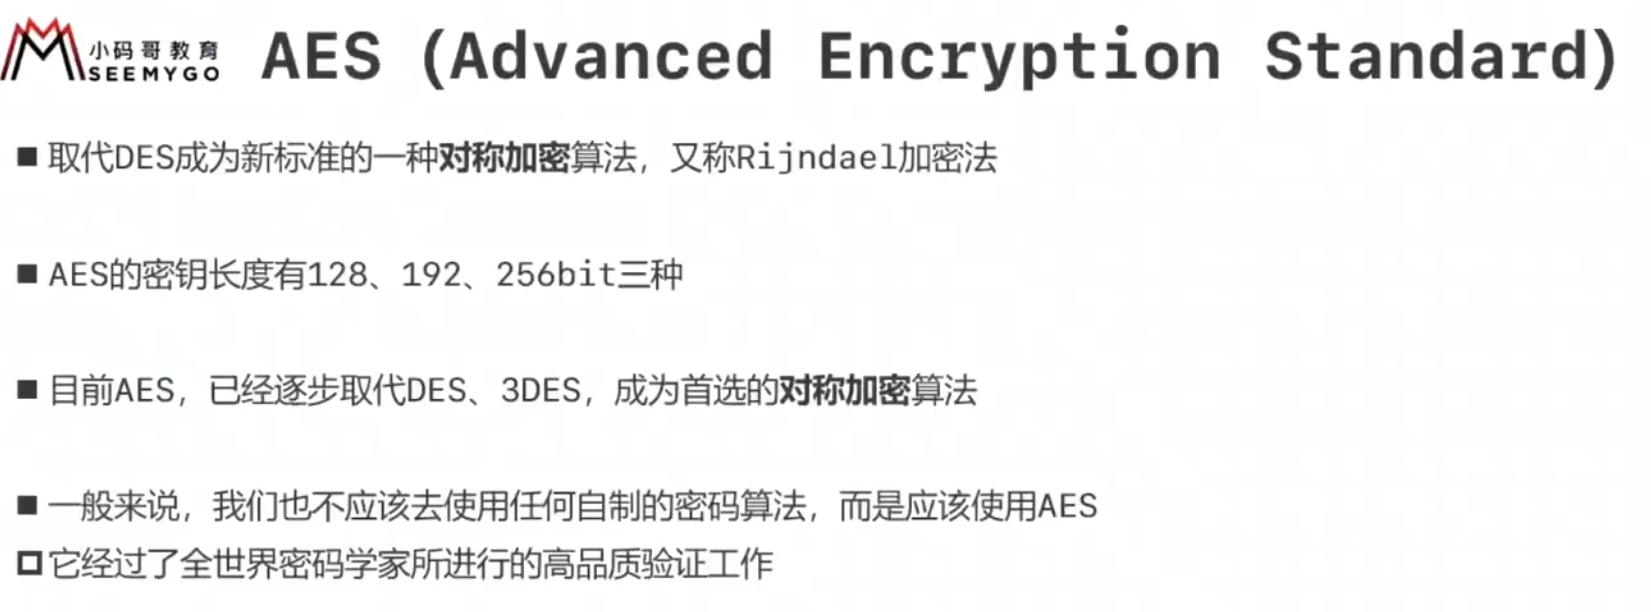 小码哥教育
SEEMYGO
AES (Advanced Encryption Standard)
取代DES成为新标准的一种对称加密算法，又称Rijndael加密法
AES的密钥长度有128、192、256bit三种
目前AES，已经逐步取代DES、3DES，成为首选的对称加密算法
一般来说，我们也不应该去使用任何自制的密码算法，而是应该使用AES
它经过了全世界密码学家所进行的高品质验证工作